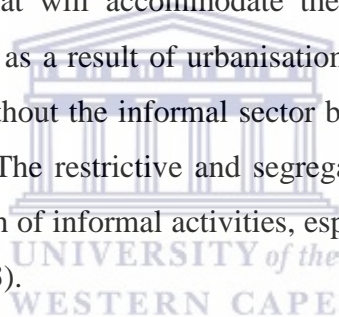 at will accommodate the
as a result of urbanisation
hout the informal sector b
The restrictive and segrega
n of informal activities, esp
UNIVERSITY of the
).
WESTERN CAPE